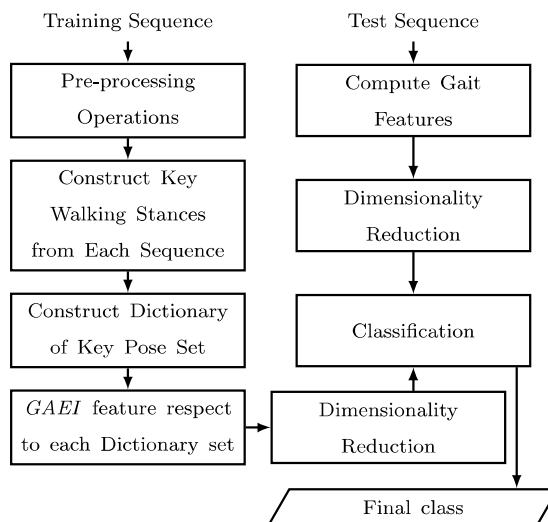 Training Sequence
Pre-processing
Operations
Construct Key
Walking Stances
from Each Sequence
Construct Dictionary
of Key Pose Set
GAEI feature respect
to each Dictionary set
Test Sequence
Compute Gait
Features
Dimensionality
Reduction
Classification
Dimensionality
Reduction
Final class